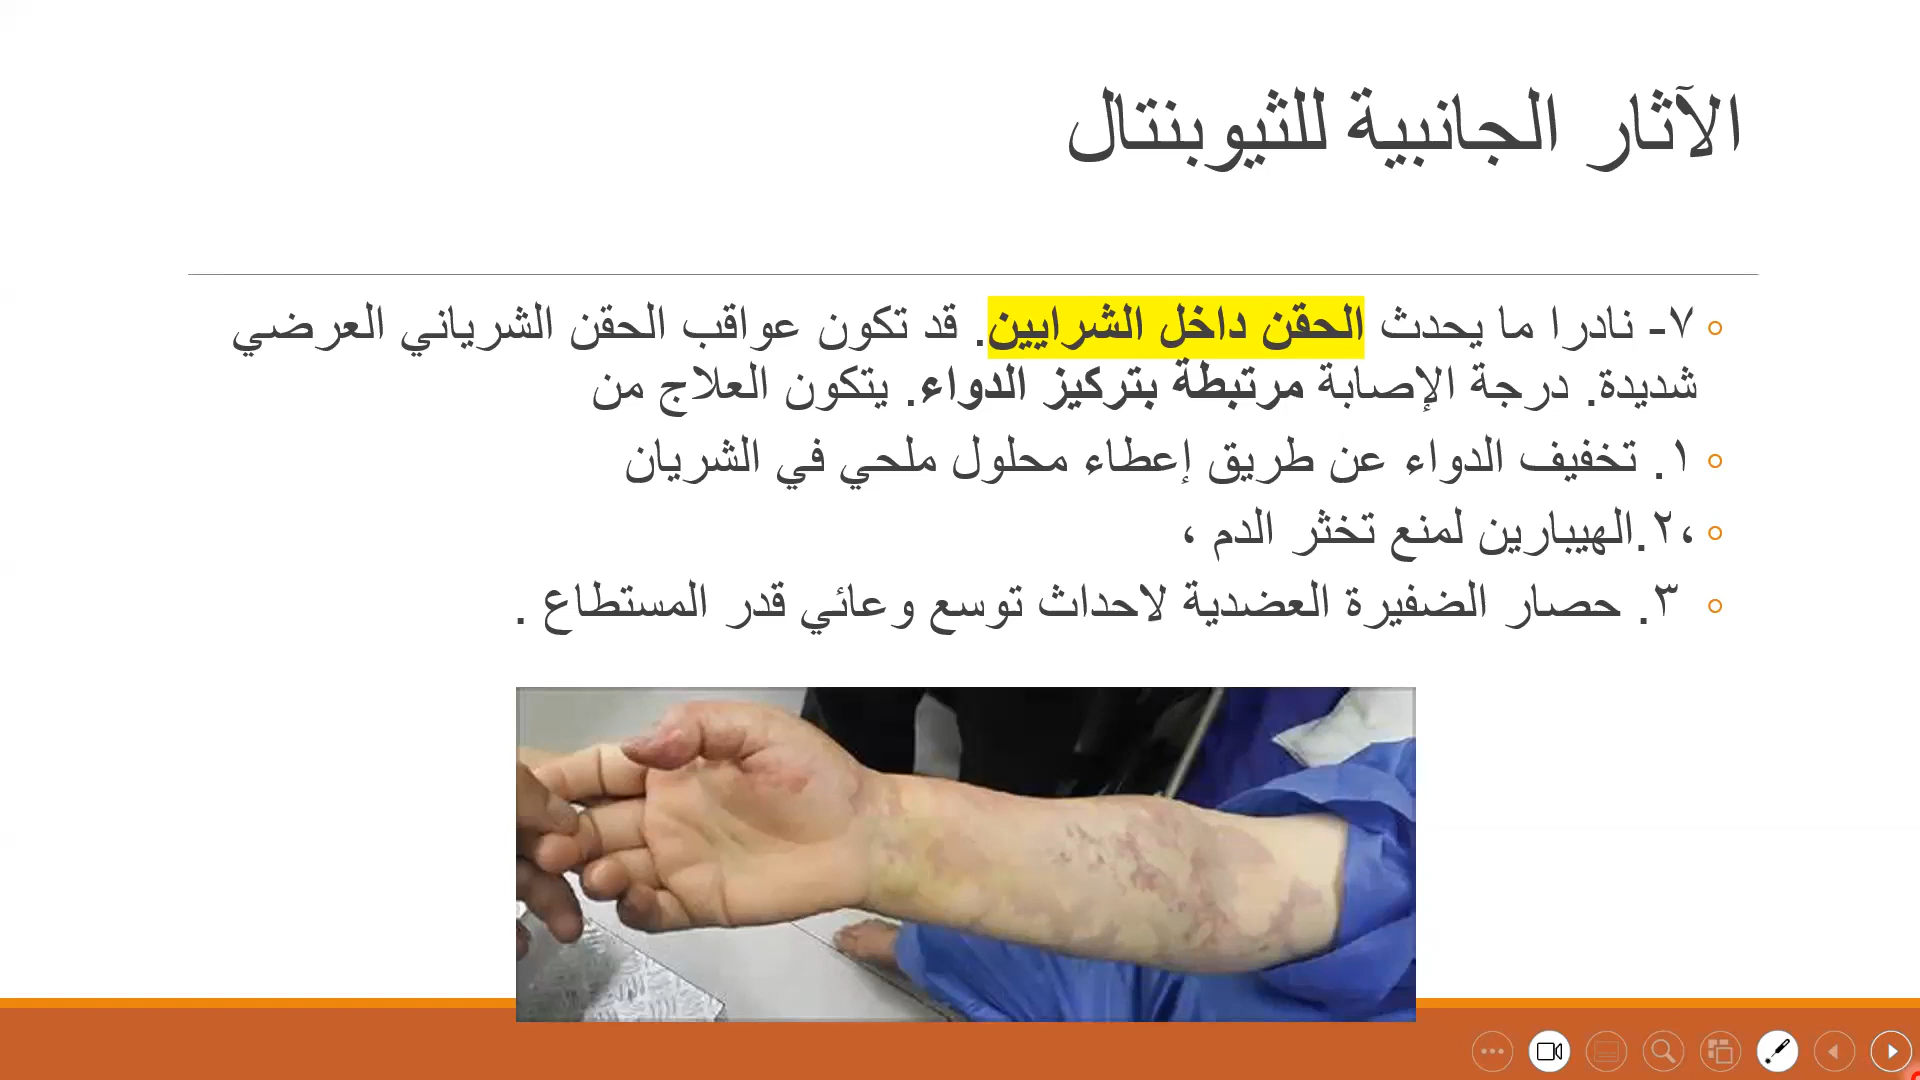 الآثار الجانبية للثيوبنتال
٧- نادرا ما يحدث الحقن داخل الشرايين. قد تكون عواقب الحقن الشرياني العرضي
شديدة. درجة الإصابة مرتبطة بتركيز الدواء. يتكون العلاج من
١. تخفيف الدواء عن طريق إعطاء محلول ملحي في الشريان
،٢.الهيبارين لمنع تخثر الدم ،
٣. حصار الضفيرة العضدية لاحداث توسع وعائي قدر المستطاع .